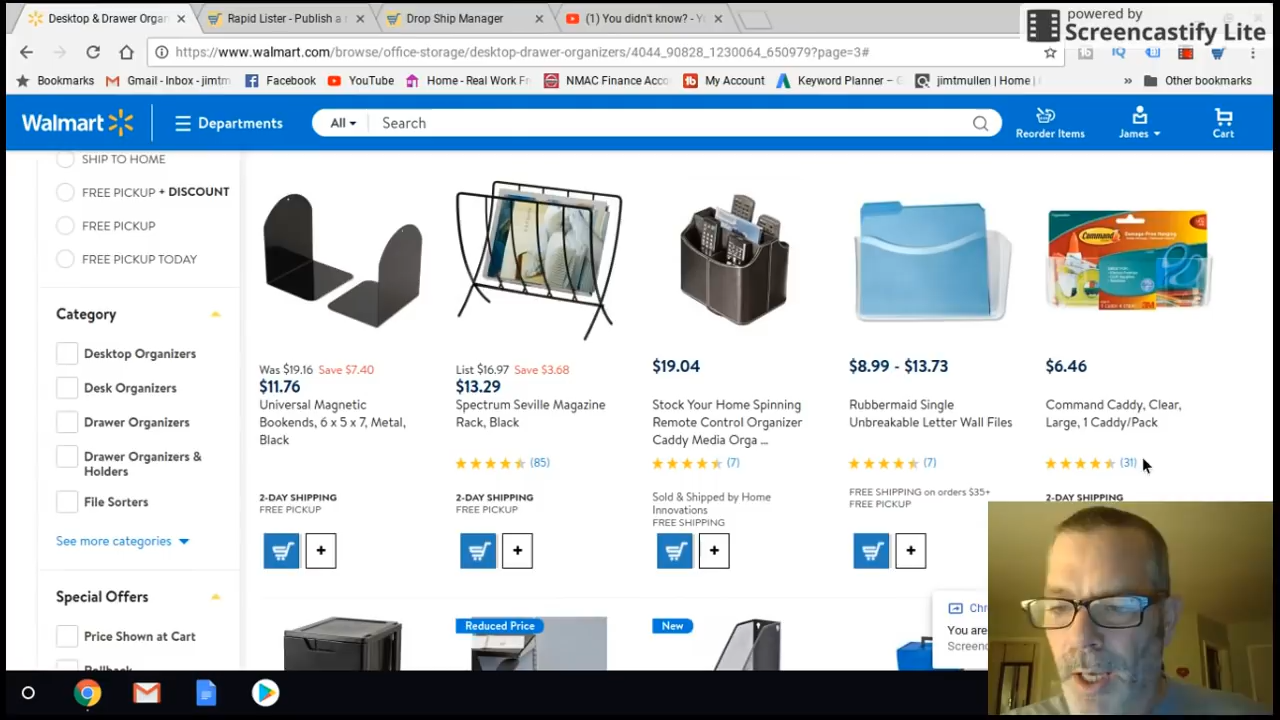 Desktop & Drawer Organ
Rapid Lister - Publish a
Drop Ship Manager
(1) You didn't know? - Y
powered by
Screencastify Lite
https://www.walmart.com/browse/office-storage/desktop-drawer-organizers/4044_90828_1230064_650979?page=3#
Bookmarks
Gmail - Inbox - jimtm
Facebook
YouTube
Home - Real Work Fr
NMAC Finance Acco
My Account
Keyword Planner – G
jimtmullen | Home |
»
Other bookmarks
Walmart
Departments
All
Search
Reorder Items
James
Cart
SHIP TO HOME
FREE PICKUP + DISCOUNT
FREE PICKUP
FREE PICKUP TODAY
Category
Desktop Organizers
Desk Organizers
Drawer Organizers
Drawer Organizers
& Holders
File Sorters
See more categories
Special Offers
Price Shown at Cart
Rollback
Was $19.16 Save $7.40
$11.76
Universal Magnetic
Bookends, 6 x 5 x 7, Metal,
Black
2-DAY SHIPPING
FREE PICKUP
+
List $16.97 Save $3.68
$13.29
Spectrum Seville Magazine
Rack, Black
(85)
2-DAY SHIPPING
FREE PICKUP
+
$19.04
Stock Your Home Spinning
Remote Control Organizer
Caddy Media Orga ...
(7)
Sold & Shipped by Home
Innovations
FREE SHIPPING
+
$8.99 - $13.73
Rubbermaid Single
Unbreakable Letter Wall Files
(7)
FREE SHIPPING on orders $35+
FREE PICKUP
+
Command
$6.46
Command Caddy, Clear,
Large, 1 Caddy/Pack
(31)
2-DAY SHIPPING
Reduced Price
New
Chr
You are
Screenc